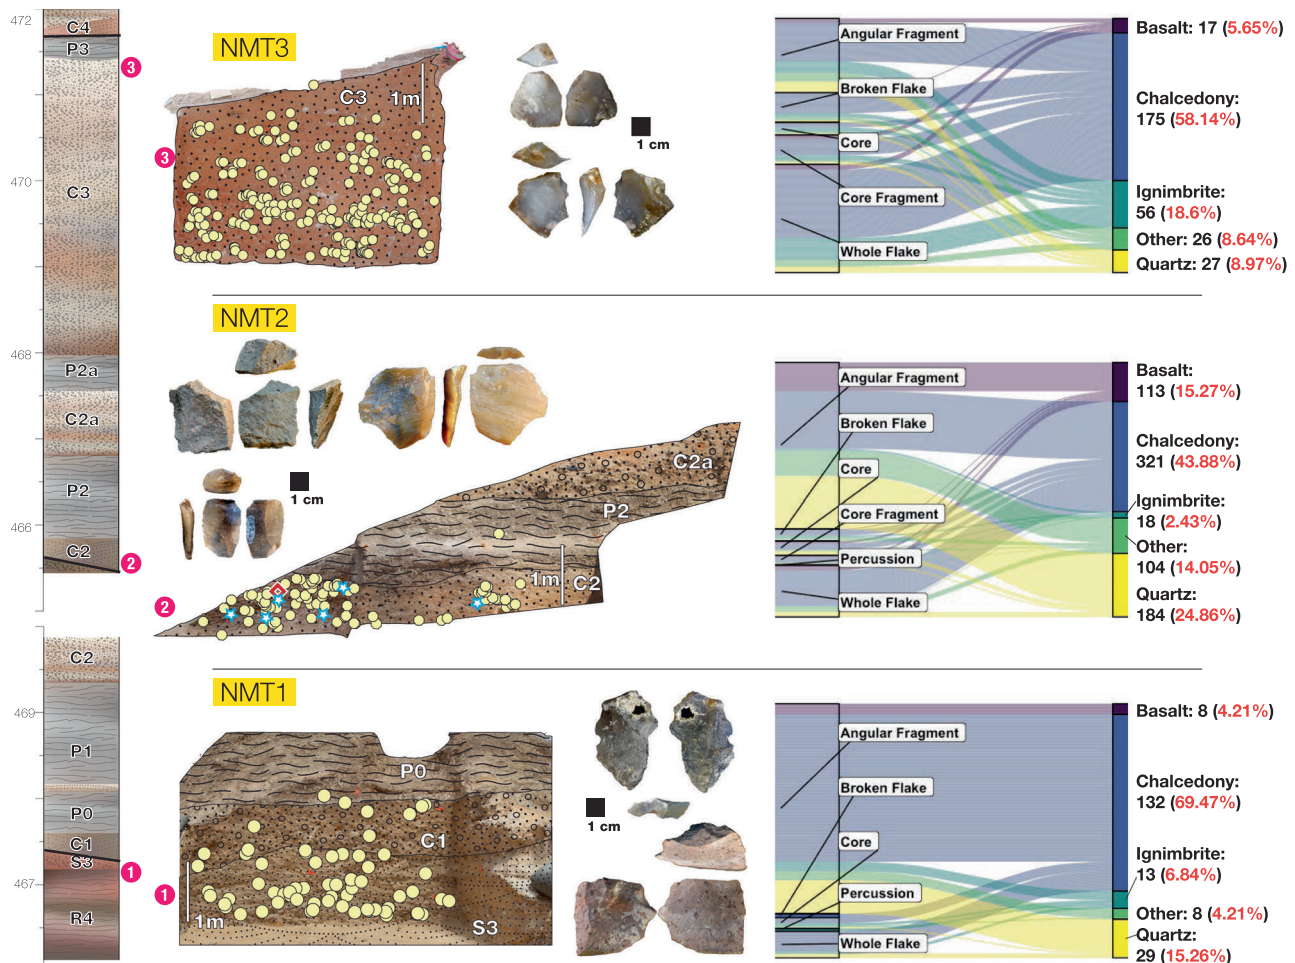 472
C4
P3
3
C3
470
468
P2a
C2a
P2
466
C2
2
C2
469
P1
P0
C1
S3
467
R4
1
NMT3
C3
1m
3
1 cm
Angular Fragment
Broken Flake
Core
Core Fragment
Whole Flake
Basalt: 17 (5.65%)
Chalcedony:
175 (58.14%)
Ignimbrite:
56 (18.6%)
Other: 26 (8.64%)
Quartz: 27 (8.97%)
NMT2
1 cm
C2a
P2
1m
C2
2
Angular Fragment
Broken Flake
Core
Core Fragment
Percussion
Whole Flake
Basalt:
113 (15.27%)
Chalcedony:
321 (43.88%)
Ignimbrite:
18 (2.43%)
Other:
104 (14.05%)
Quartz:
184 (24.86%)
NMT1
P0
C1
1m
S3
1
1 cm
Angular Fragment
Broken Flake
Core
Percussion
Whole Flake
Basalt: 8 (4.21%)
Chalcedony:
132 (69.47%)
Ignimbrite:
13 (6.84%)
Other: 8 (4.21%)
Quartz:
29 (15.26%)